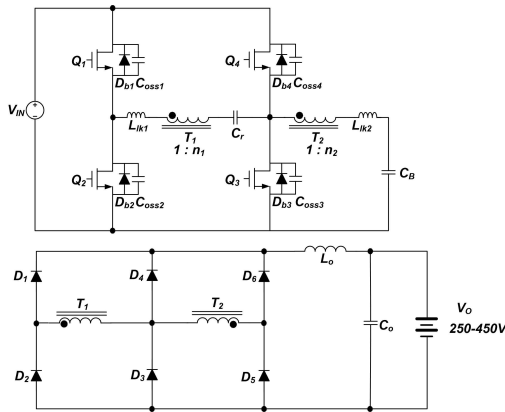 Q1
Db1 Coss1
Q4
Db4 Coss4
VIN
Llk1
T1
1 : n1
Cr
T2
1 : n2
Llk2
Q2
Db2 Coss2
Q3
Db3 Coss3
CB
D1
D4
D6
Lo
T1
T2
Co
VO
250-450V
D2
D3
D5